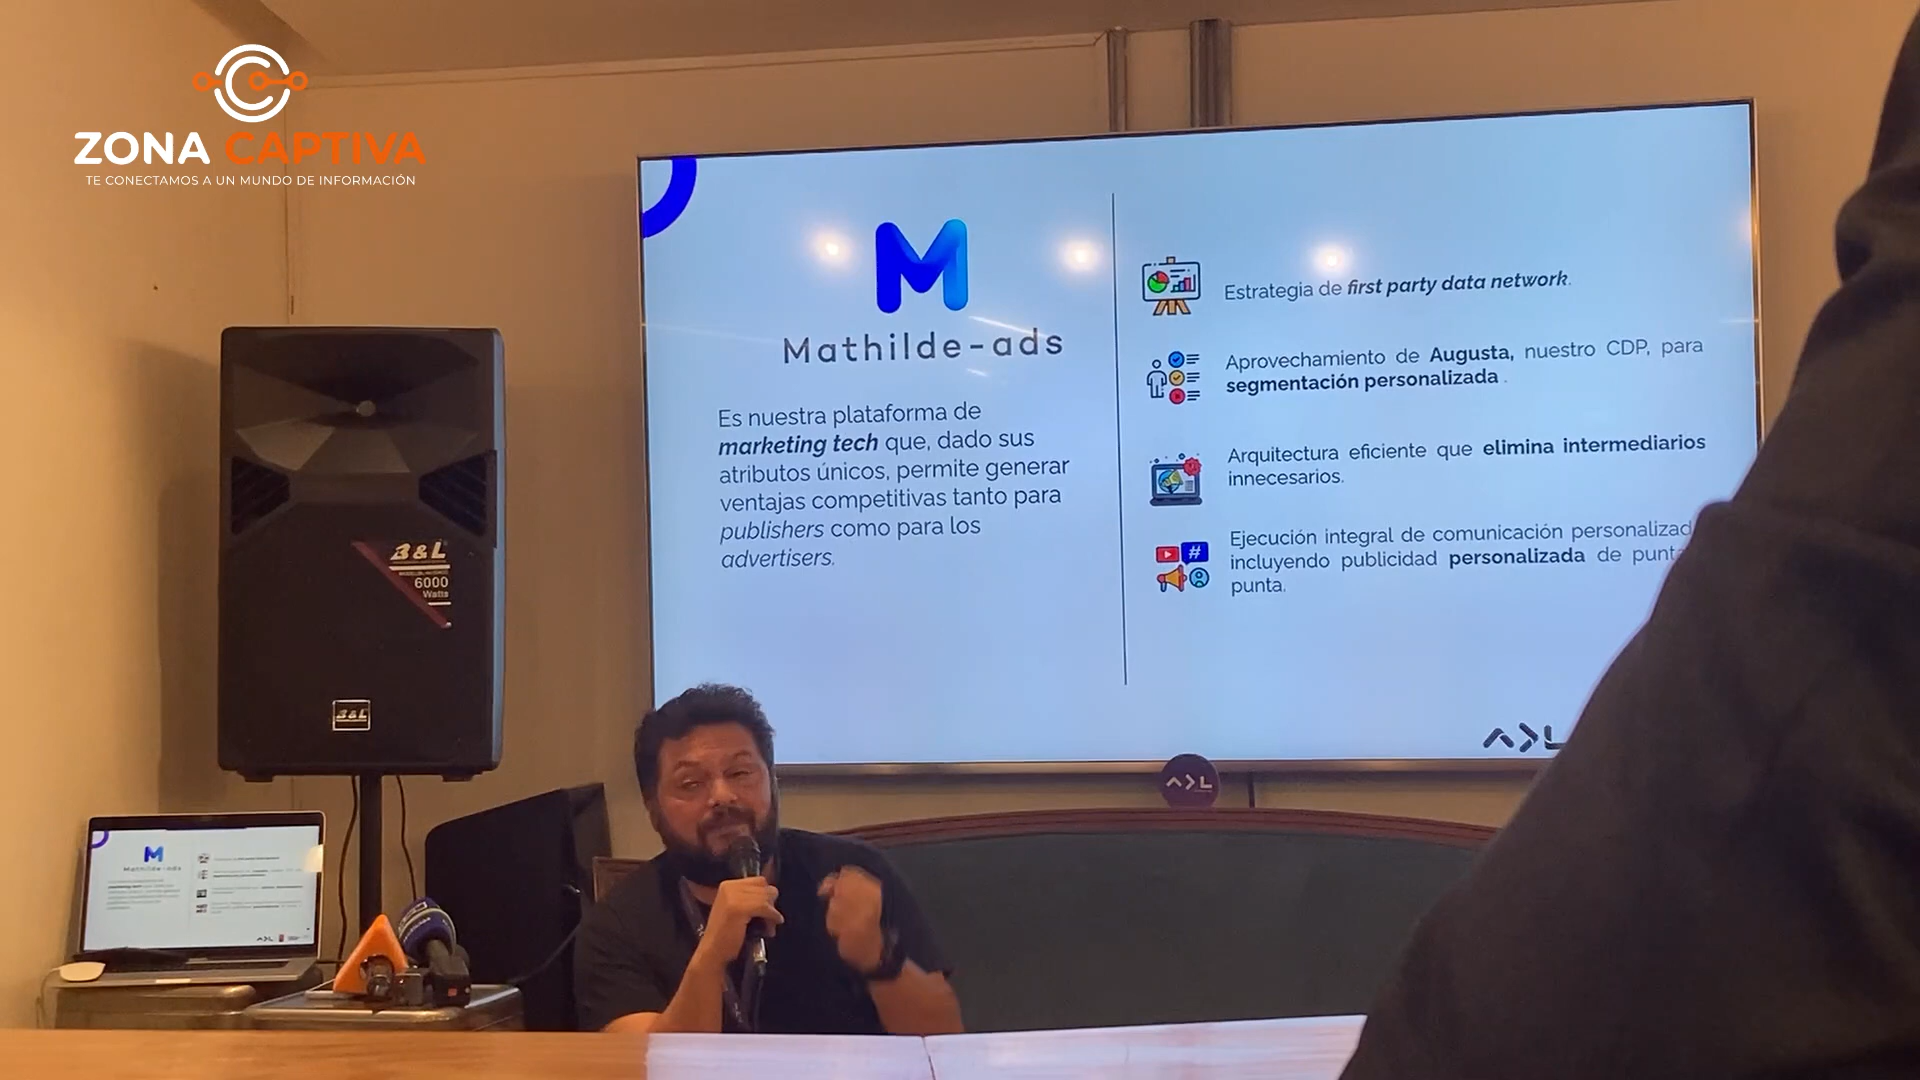 ZONA CAPTIVA
TE CONECTAMOS A UN MUNDO DE INFORMACIÓN
Mathilde-ads
Es nuestra plataforma de
marketing tech que, dado sus
atributos únicos, permite generar
ventajas competitivas tanto para
publishers como para los
advertisers.
Estrategia de first party data network.
Aprovechamiento de Augusta, nuestro CDP, para
segmentación personalizada .
Arquitectura eficiente que elimina intermediarios
innecesarios.
Ejecución integral de comunicación personalizad
incluyendo publicidad personalizada de punt
punta.
B&L
6000
Watts
B&L
Mathilde-ads